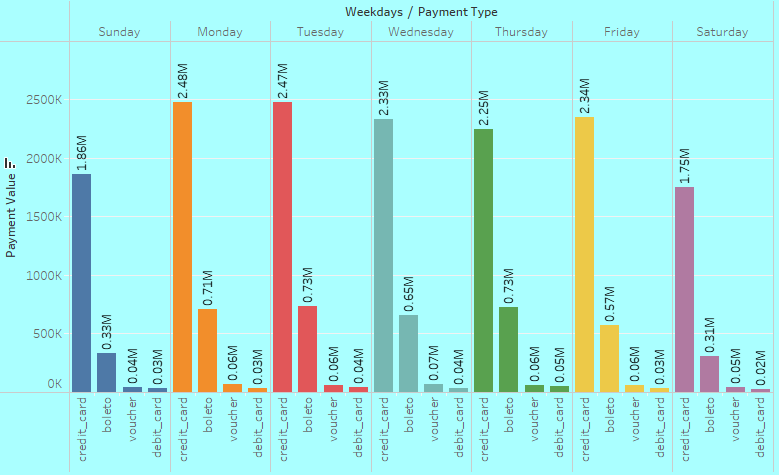 Weekdays / Payment Type
Sunday Monday Tuesday Wednesday Thursday Friday Saturday
Payment Value
2500K
2000K
1500K
1000K
500K
0K
1.86M 0.33M 0.04M 0.03M
2.48M 0.71M 0.06M 0.03M
2.47M 0.73M 0.06M 0.04M
2.33M 0.65M 0.07M 0.04M
2.25M 0.73M 0.06M 0.05M
2.34M 0.57M 0.06M 0.03M
1.75M 0.31M 0.05M 0.02M
credit_card boleto voucher debit_card credit_card boleto voucher debit_card credit_card boleto voucher debit_card credit_card boleto voucher debit_card credit_card boleto voucher debit_card credit_card boleto voucher debit_card credit_card boleto voucher debit_card